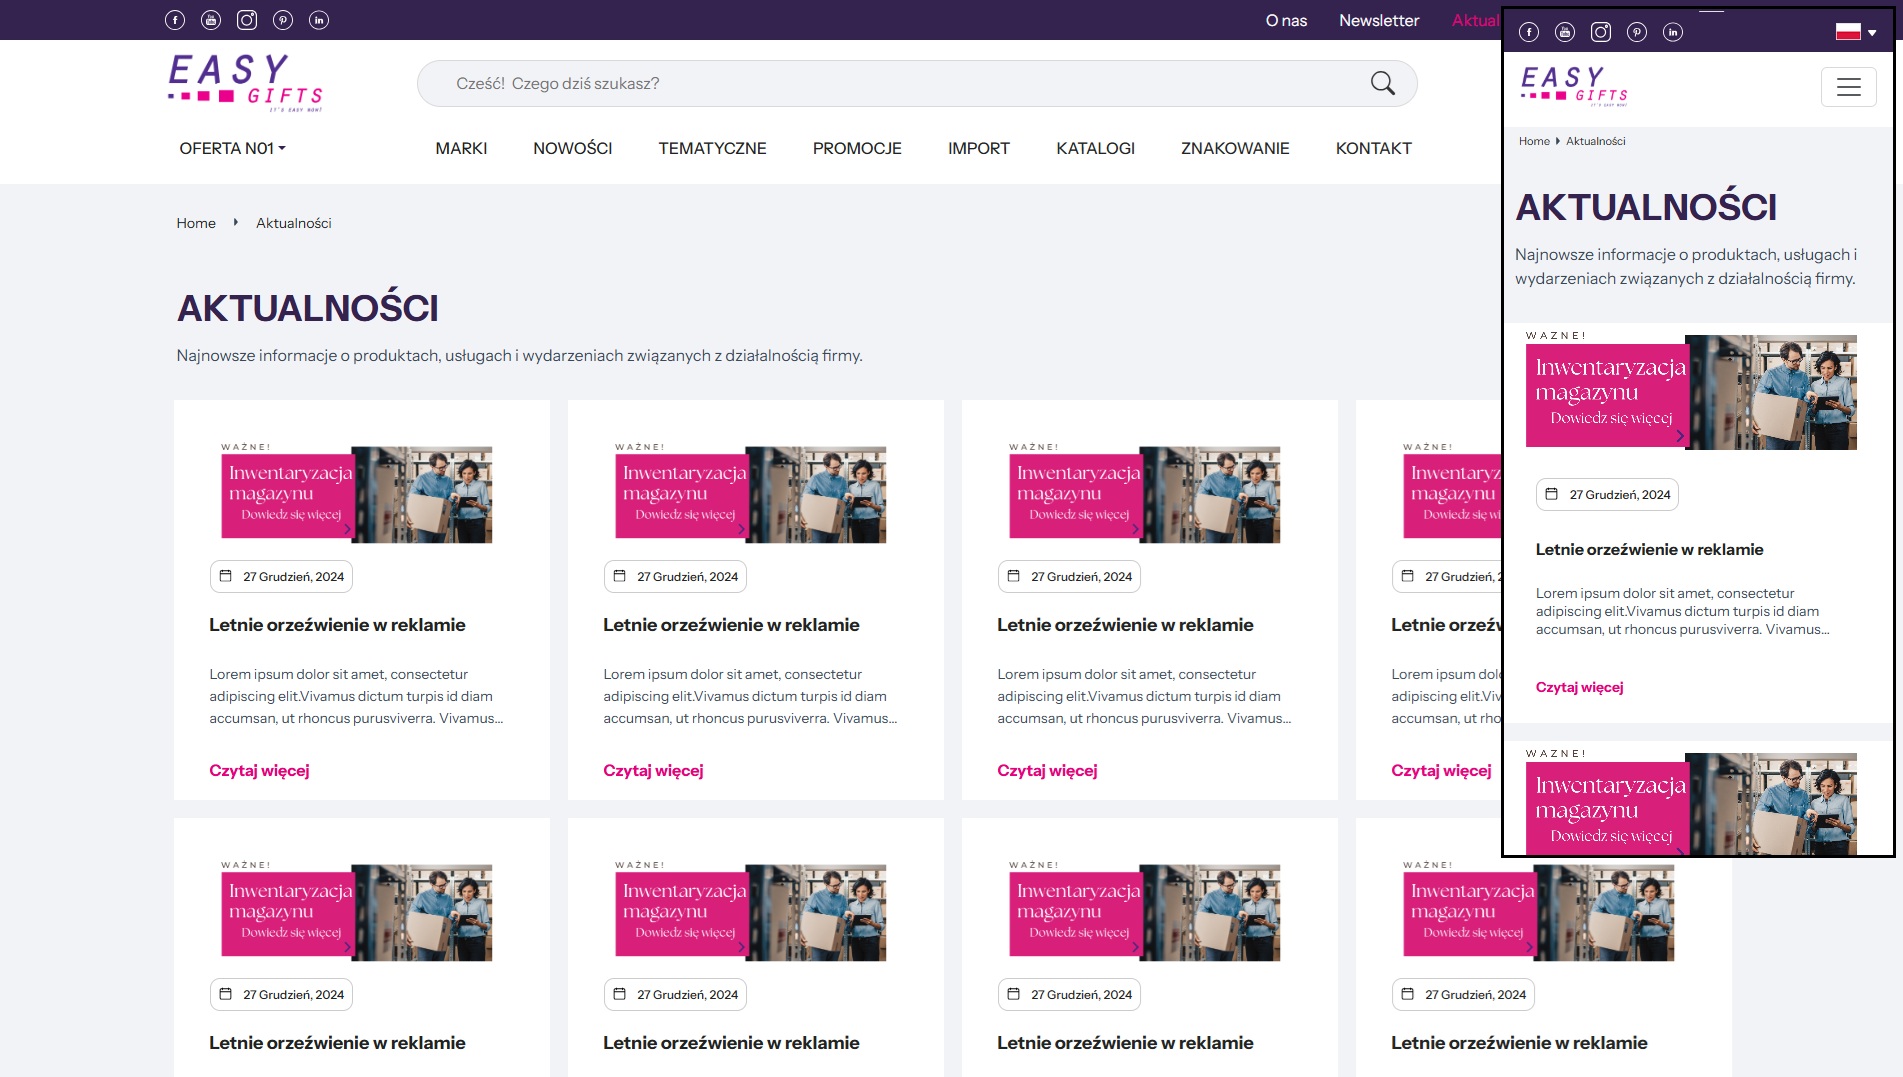 O nas Newsletter Aktual
EASY
GIFTS
IT'S EASY NOW!
Cześć! Czego dziś szukasz?
OFERTA N01 MARKI NOWOŚCI TEMATYCZNE PROMOCJE IMPORT KATALOGI ZNAKOWANIE KONTAKT
Home Aktualności
AKTUALNOŚCI
Najnowsze informacje o produktach, usługach i wydarzeniach związanych z działalnością firmy.
WAŻNE!
Inwentaryzacja
magazynu
Dowiedz się więcej
27 Grudzień, 2024
Letnie orzeźwienie w reklamie
Lorem ipsum dolor sit amet, consectetur
adipiscing elit.Vivamus dictum turpis id diam
accumsan, ut rhoncus purusviverra. Vivamus...
Czytaj więcej
WAŻNE!
Inwentaryzacja
magazynu
Dowiedz się więcej
27 Grudzień, 2024
Letnie orzeźwienie w reklamie
Lorem ipsum dolor sit amet, consectetur
adipiscing elit.Vivamus dictum turpis id diam
accumsan, ut rhoncus purusviverra. Vivamus...
Czytaj więcej
WAŻNE!
Inwentaryzacja
magazynu
Dowiedz się więcej
27 Grudzień, 2024
Letnie orzeźwienie w reklamie
Lorem ipsum dolor sit amet, consectetur
adipiscing elit.Vivamus dictum turpis id diam
accumsan, ut rhoncus purusviverra. Vivamus...
Czytaj więcej
WAŻNE!
Inwentaryz
magazynu
Dowiedz się wi
27 Grudzień, 2
Letnie orzeźw
Lorem ipsum dolo
adipiscing elit.Viv
accumsan, ut rho
Czytaj więcej
WAŻNE!
Inwentaryzacja
magazynu
Dowiedz się więcej
27 Grudzień, 2024
Letnie orzeźwienie w reklamie
WAŻNE!
Inwentaryzacja
magazynu
Dowiedz się więcej
27 Grudzień, 2024
Letnie orzeźwienie w reklamie
WAŻNE!
Inwentaryzacja
magazynu
Dowiedz się więcej
27 Grudzień, 2024
Letnie orzeźwienie w reklamie
WAŻNE!
Inwentaryzacja
magazynu
Dowiedz się więcej
27 Grudzień, 2024
Letnie orzeźwienie w reklamie
EASY
GIFTS
IT'S EASY NOW!
Home Aktualności
AKTUALNOŚCI
Najnowsze informacje o produktach, usługach i
wydarzeniach związanych z działalnością firmy.
WAŻNE!
Inwentaryzacja
magazynu
Dowiedz się więcej
27 Grudzień, 2024
Letnie orzeźwienie w reklamie
Lorem ipsum dolor sit amet, consectetur
adipiscing elit.Vivamus dictum turpis id diam
accumsan, ut rhoncus purusviverra. Vivamus...
Czytaj więcej
WAŻNE!
Inwentaryzacja
magazynu
Dowiedz się więcej